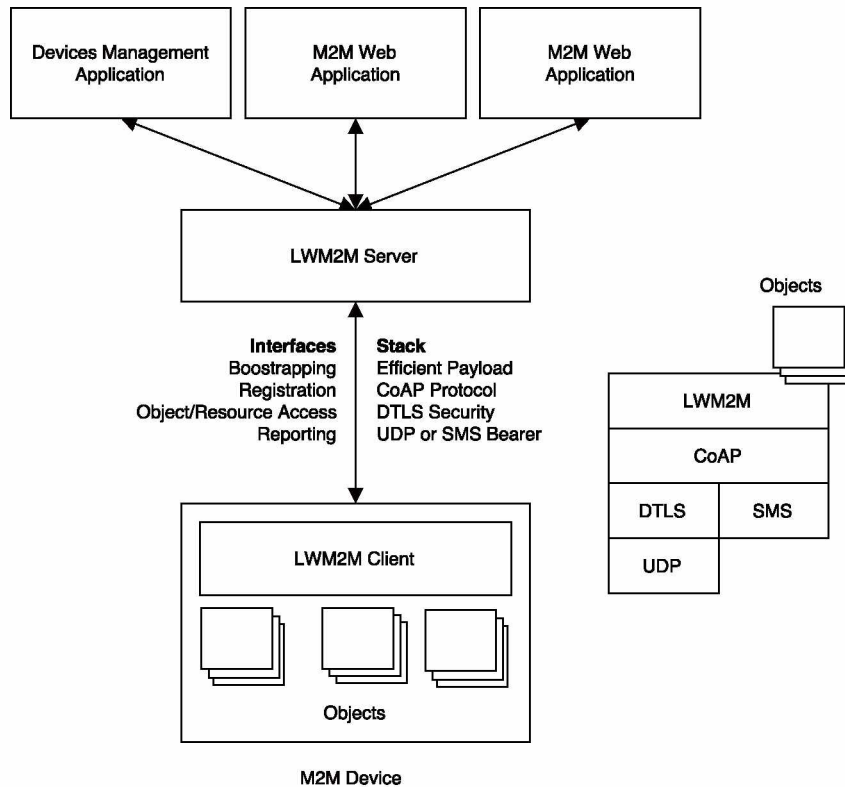 Devices Management
Application
M2M Web
Application
M2M Web
Application
LWM2M Server
Interfaces
Boostrapping
Registration
Object/Resource Access
Reporting
Stack
Efficient Payload
CoAP Protocol
DTLS Security
UDP or SMS Bearer
LWM2M Client
Objects
M2M Device
Objects
LWM2M
CoAP
DTLS
SMS
UDP